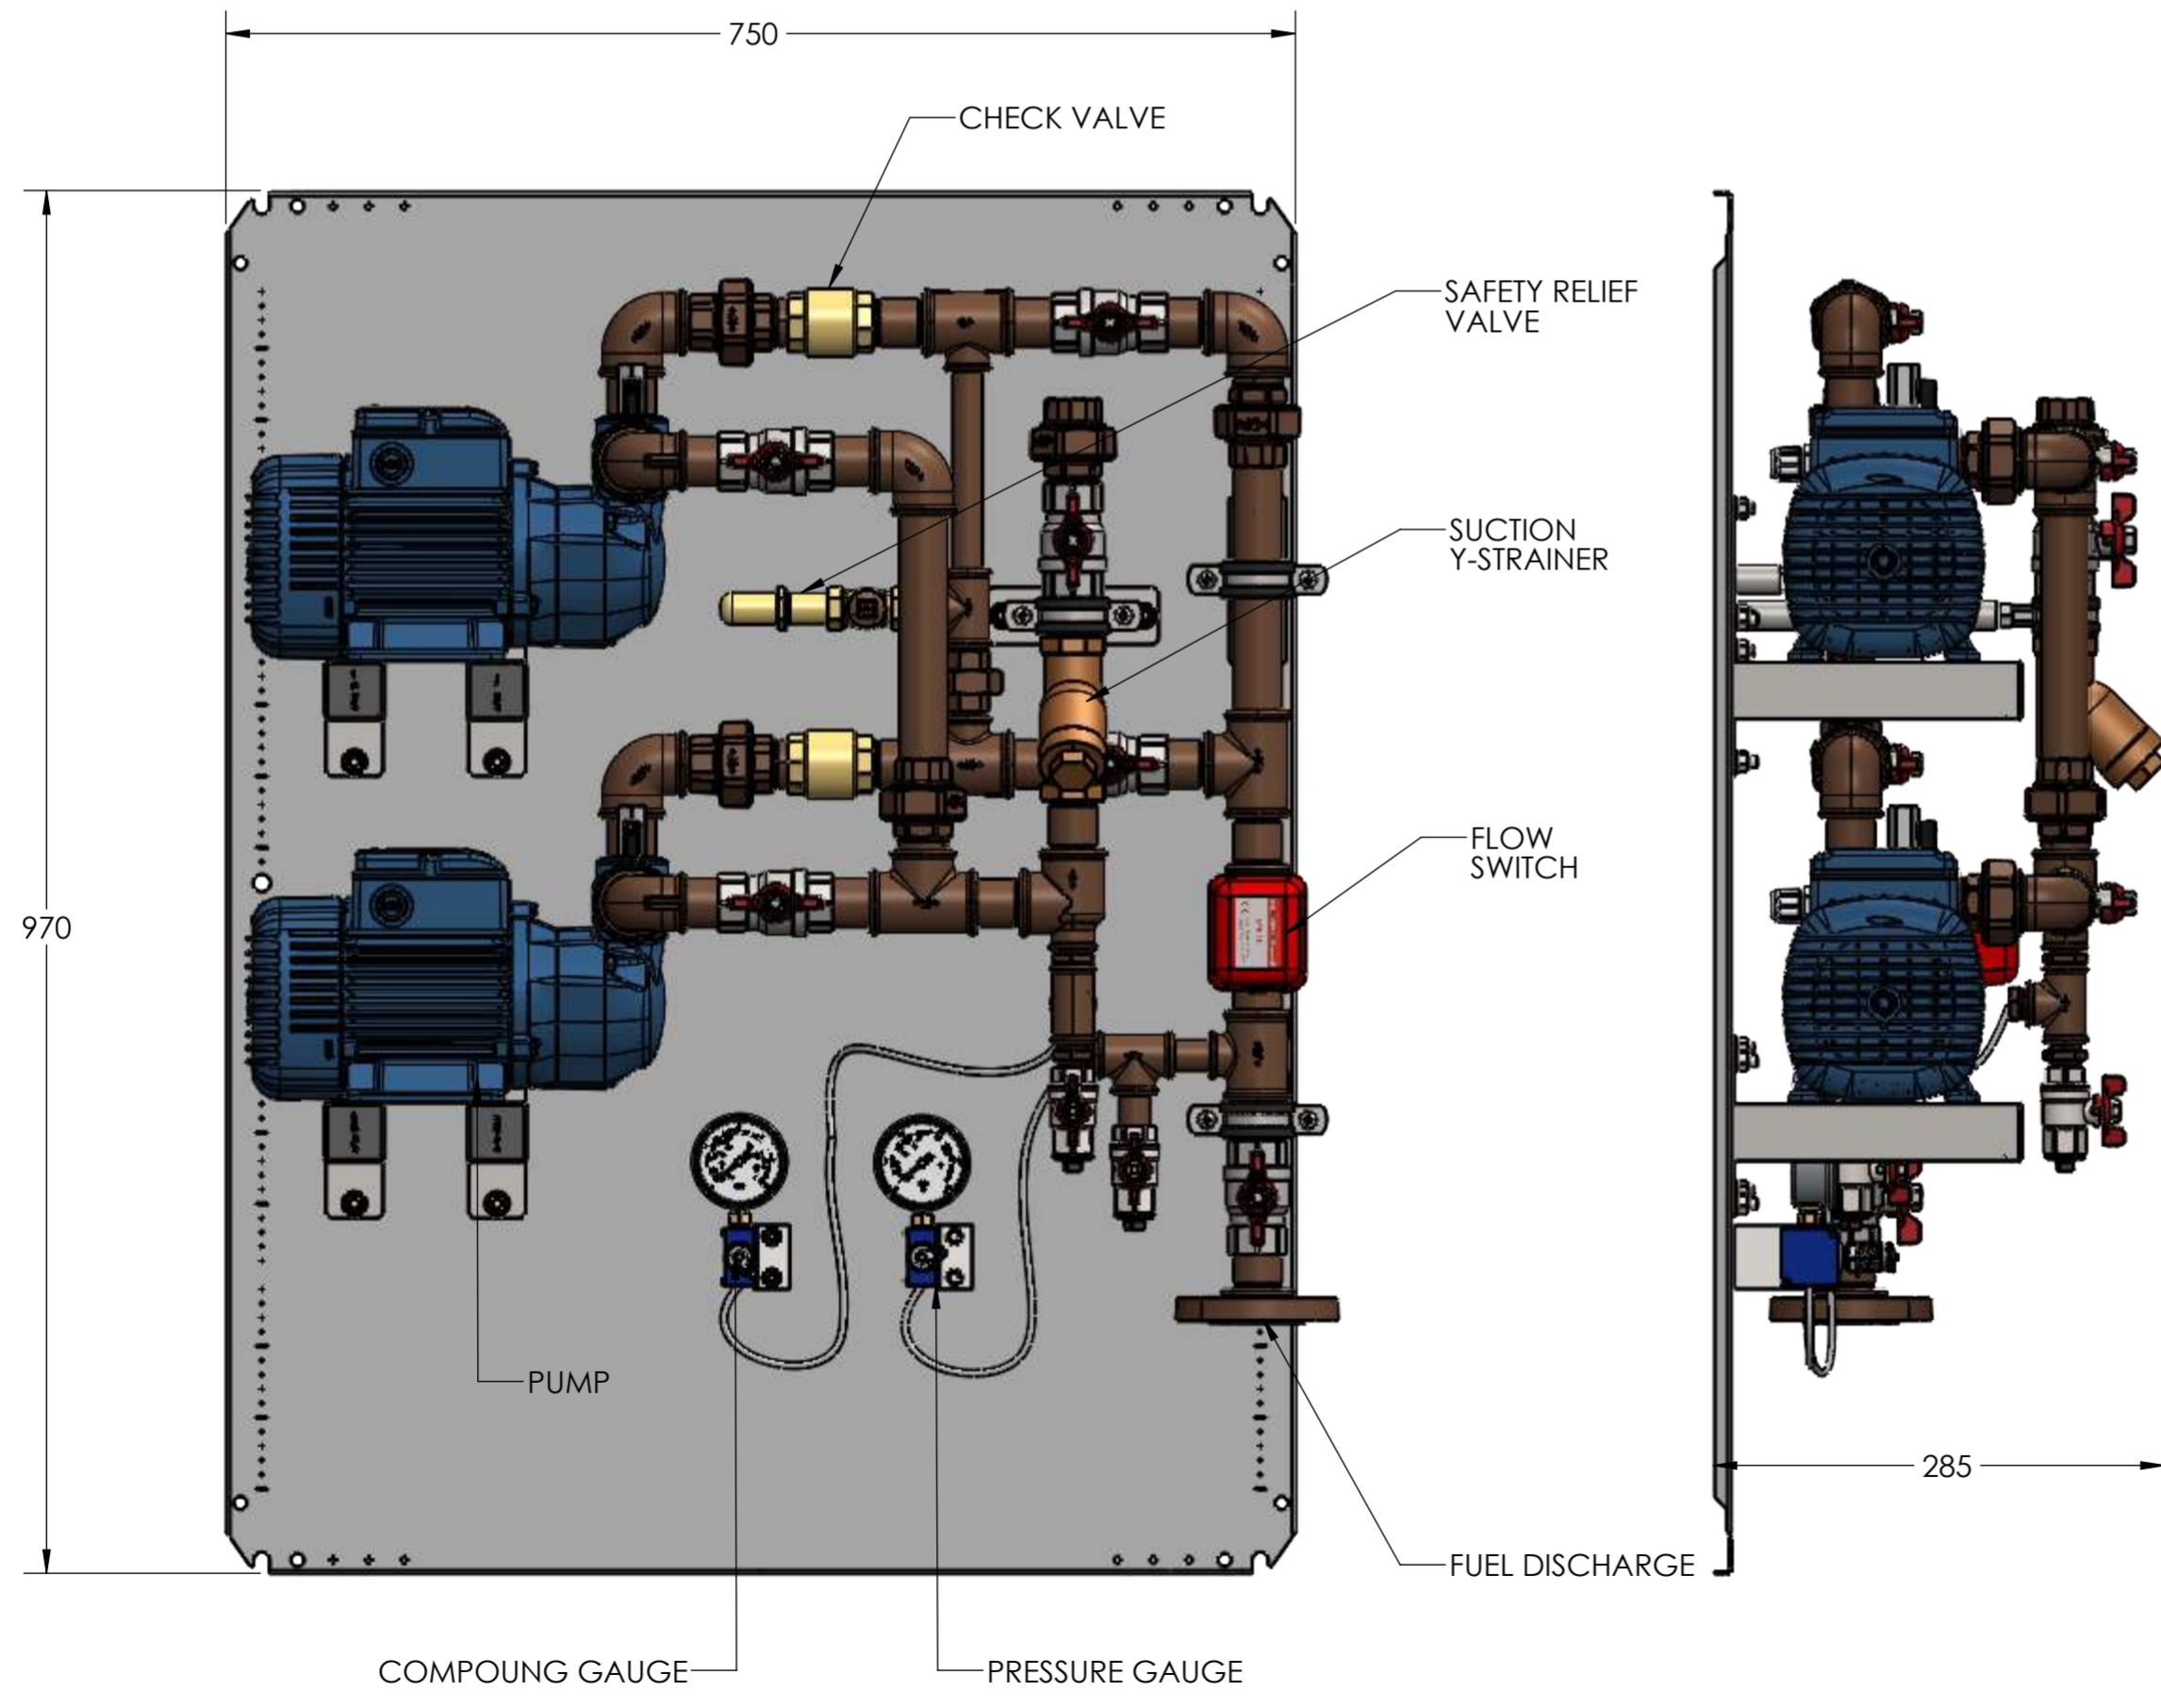 750
CHECK VALVE
SAFETY RELIEF
VALVE
SUCTION
Y-STRAINER
FLOW
SWITCH
970
PUMP
285
FUEL DISCHARGE
COMPOUNG GAUGE
PRESSURE GAUGE